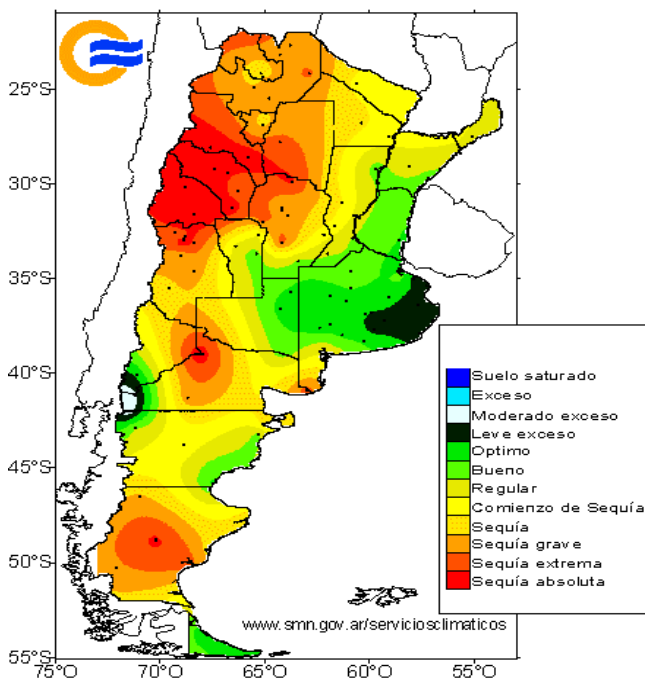 25°S
30°S
35°S
40°S
45°S
50°S
55°S
75°O
70°O
65°O
60°O
55°O
Suelo saturado
Exceso
Moderado exceso
Leve exceso
Optimo
Bueno
Regular
Comienzo de Sequía
Sequía
Sequía grave
Sequía extrema
Sequía absoluta
www.smn.gov.ar/serviciosclimaticos